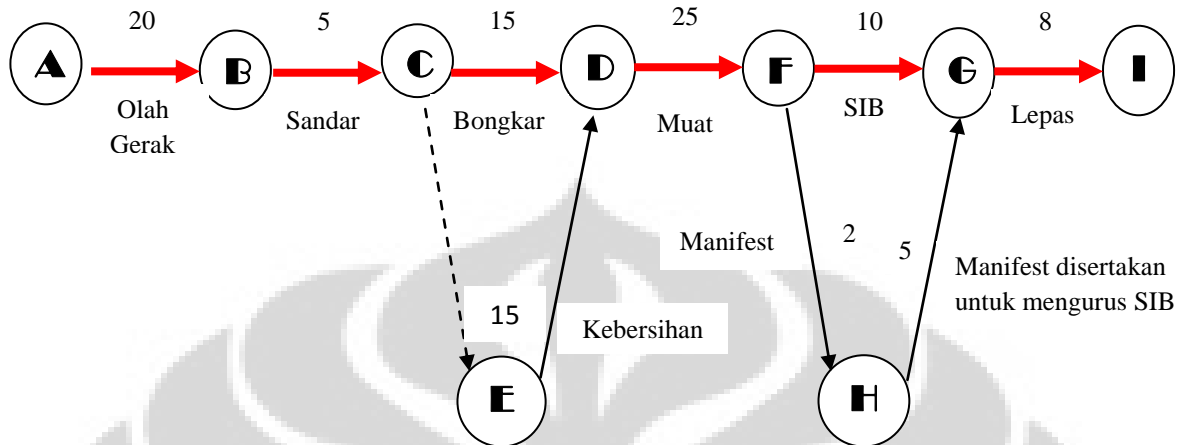 20
5
15
25
10
8
A
B
C
D
F
G
I
Olah
Gerak
Sandar
Bongkar
Muat
SIB
Lepas
Manifest
2
5
Manifest disertakan
untuk mengurus SIB
15
Kebersihan
E
H